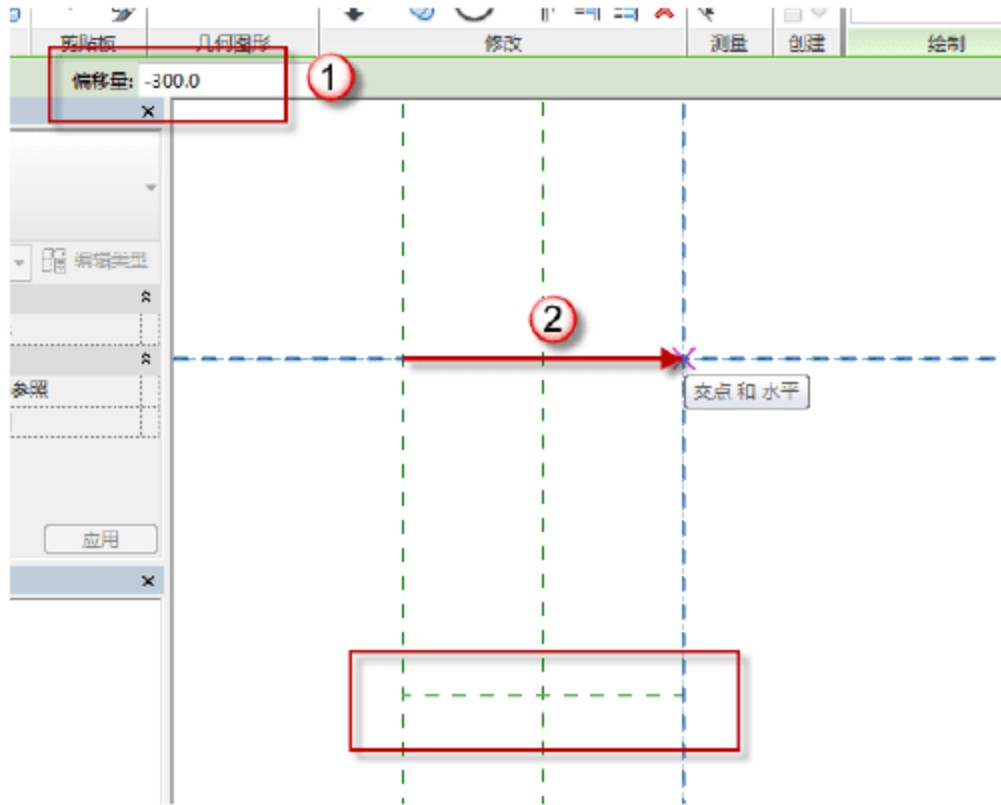 剪贴板 几何图形 修改 测量 创建 绘制
偏移量: -300.0 1
编辑类型
2
参照
交点 和 水平
应用